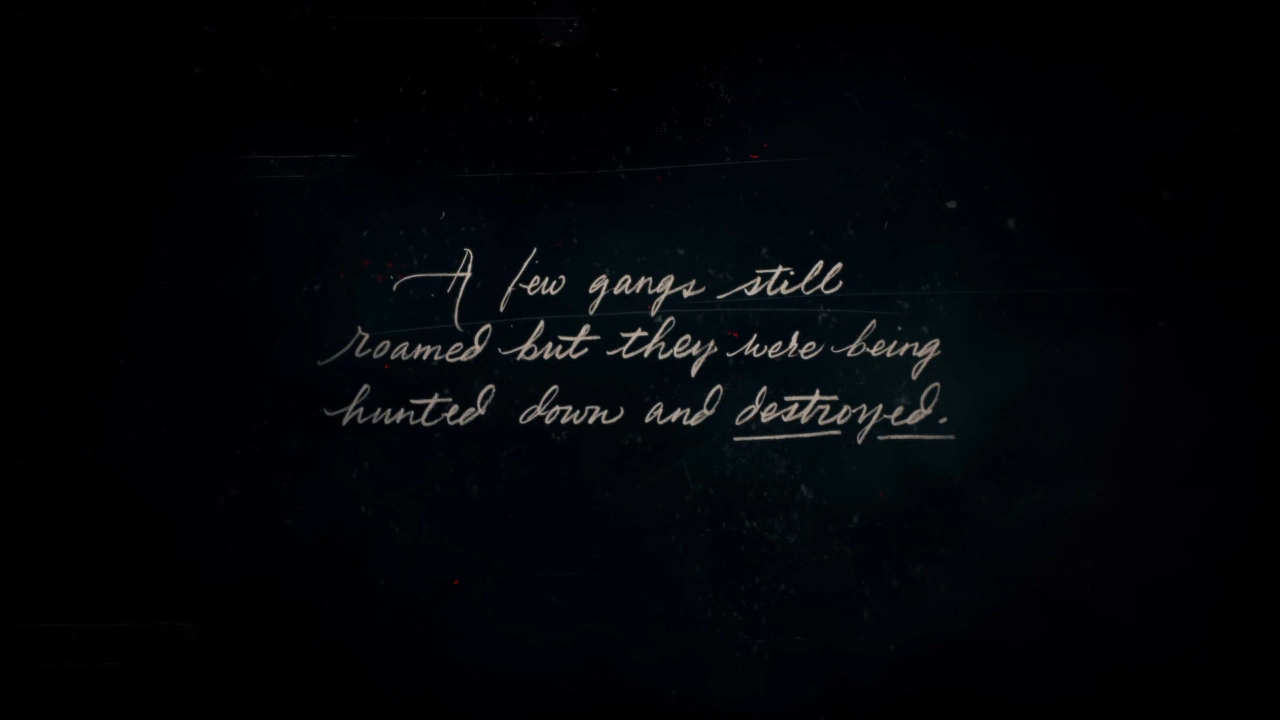 A few gangs still
roamed but they were being
hunted down and destroyed.